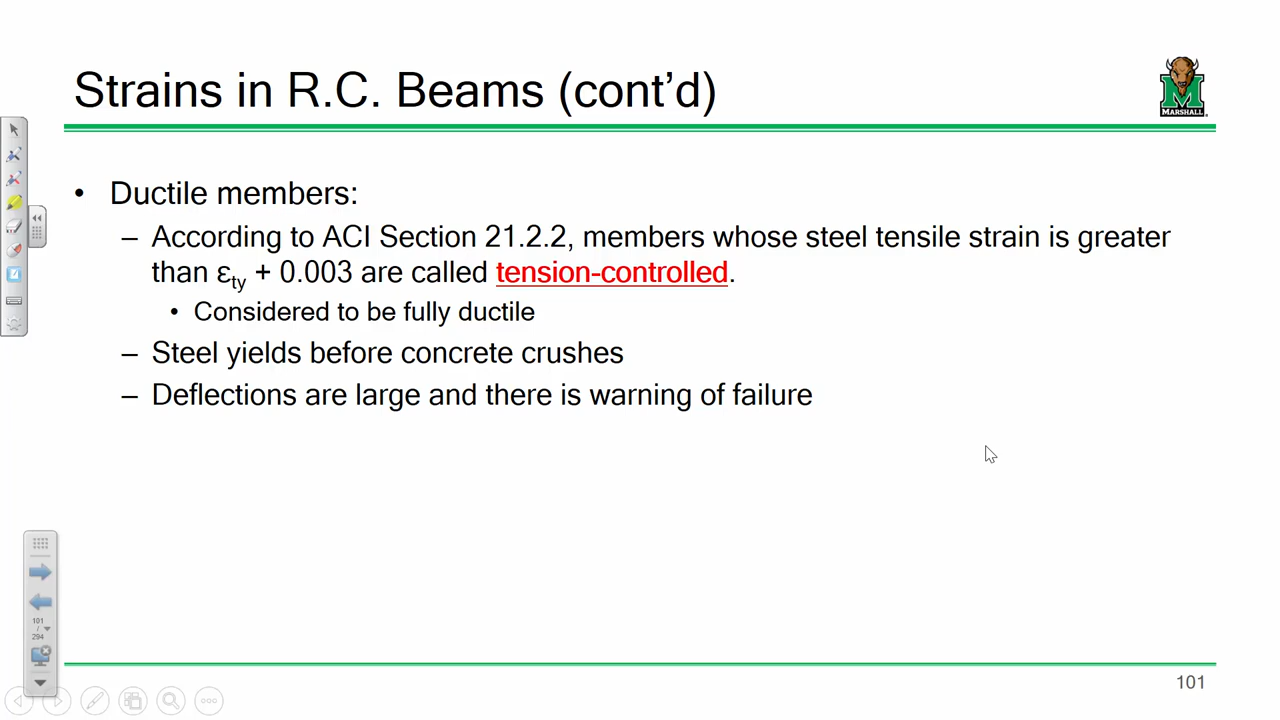 Strains in R.C. Beams (cont’d)
MARSHALL
• Ductile members:
– According to ACI Section 21.2.2, members whose steel tensile strain is greater
than εty + 0.003 are called tension-controlled.
• Considered to be fully ductile
– Steel yields before concrete crushes
– Deflections are large and there is warning of failure
101
/
294
101